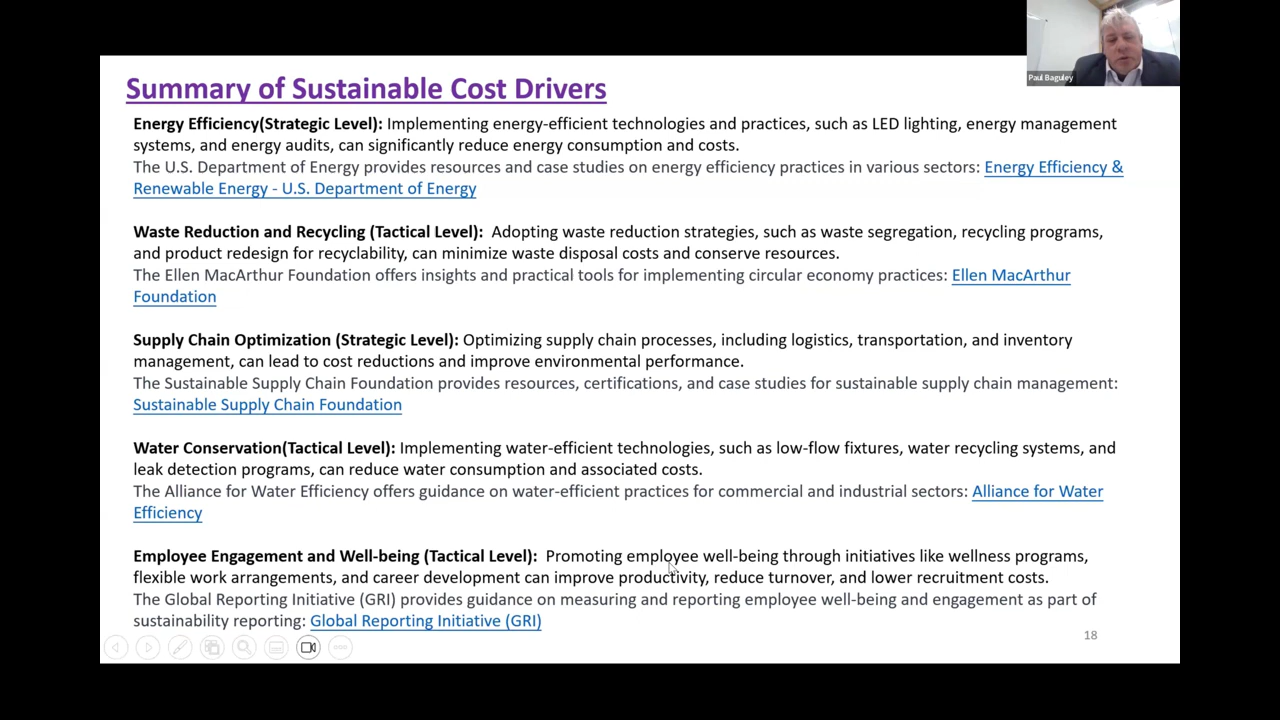 Paul Baguley
Summary of Sustainable Cost Drivers
Energy Efficiency(Strategic Level): Implementing energy-efficient technologies and practices, such as LED lighting, energy management
systems, and energy audits, can significantly reduce energy consumption and costs.
The U.S. Department of Energy provides resources and case studies on energy efficiency practices in various sectors: Energy Efficiency &
Renewable Energy - U.S. Department of Energy
Waste Reduction and Recycling (Tactical Level): Adopting waste reduction strategies, such as waste segregation, recycling programs,
and product redesign for recyclability, can minimize waste disposal costs and conserve resources.
The Ellen MacArthur Foundation offers insights and practical tools for implementing circular economy practices: Ellen MacArthur
Foundation
Supply Chain Optimization (Strategic Level): Optimizing supply chain processes, including logistics, transportation, and inventory
management, can lead to cost reductions and improve environmental performance.
The Sustainable Supply Chain Foundation provides resources, certifications, and case studies for sustainable supply chain management:
Sustainable Supply Chain Foundation
Water Conservation(Tactical Level): Implementing water-efficient technologies, such as low-flow fixtures, water recycling systems, and
leak detection programs, can reduce water consumption and associated costs.
The Alliance for Water Efficiency offers guidance on water-efficient practices for commercial and industrial sectors: Alliance for Water
Efficiency
Employee Engagement and Well-being (Tactical Level): Promoting employee well-being through initiatives like wellness programs,
flexible work arrangements, and career development can improve productivity, reduce turnover, and lower recruitment costs.
The Global Reporting Initiative (GRI) provides guidance on measuring and reporting employee well-being and engagement as part of
sustainability reporting: Global Reporting Initiative (GRI)
18